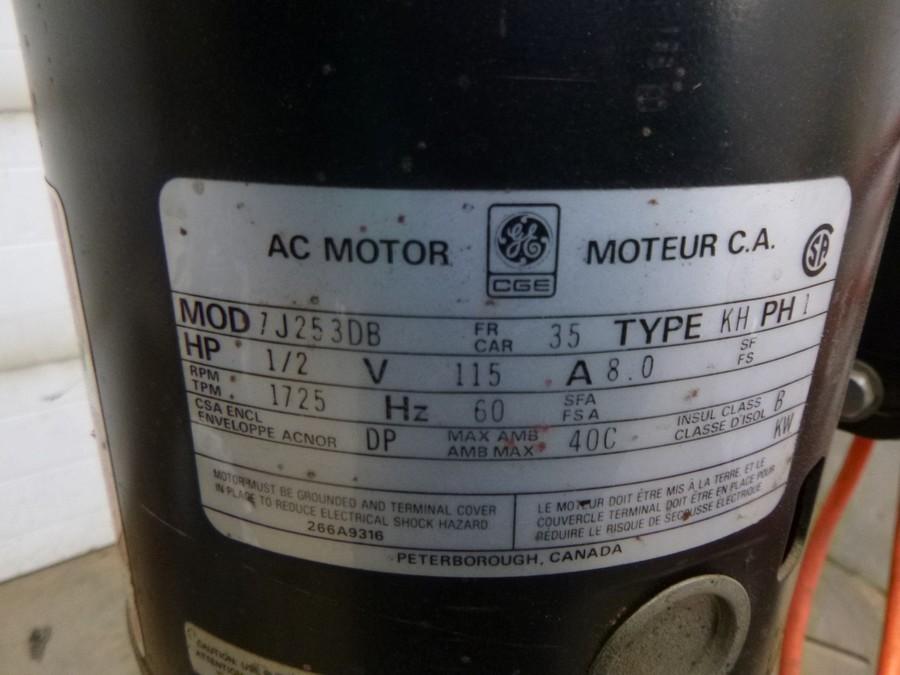 AC MOTOR GE CGE MOTEUR C.A. SA
MOD 7J253DB FR CAR 35 TYPE KH PH 1
HP 1/2 V 115 A 8.0 SF FS
RPM TPM 1725 Hz 60 SFA FSA INSUL CLASS CLASSE D'ISOL B
CSA ENCL ENVELOPPE ACNOR DP MAX AMB AMB MAX 40C KW
MOTOR MUST BE GROUNDED AND TERMINAL COVER
IN PLACE TO REDUCE ELECTRICAL SHOCK HAZARD
266A9316
LE MOTEUR DOIT ÊTRE MIS À LA TERRE ET LE
COUVERCLE TERMINAL DOIT ÊTRE EN PLACE POUR
RÉDUIRE LE RISQUE DE SECOUSSE ÉLECTRIQUE
PETERBOROUGH, CANADA
CAUTION: USE
ATTENTION